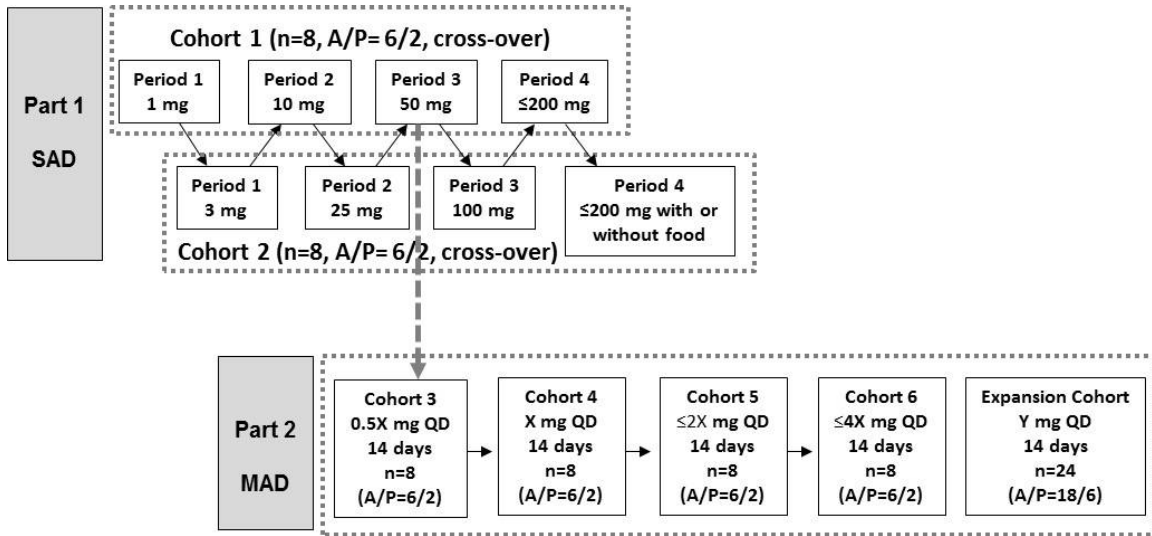 Part 1
SAD
Cohort 1 (n=8, A/P= 6/2, cross-over)
Period 1
1 mg
Period 2
10 mg
Period 3
50 mg
Period 4
≤200 mg
Period 1
3 mg
Period 2
25 mg
Period 3
100 mg
Period 4
≤200 mg with or
without food
Cohort 2 (n=8, A/P= 6/2, cross-over)
Part 2
MAD
Cohort 3
0.5X mg QD
14 days
n=8
(A/P=6/2)
Cohort 4
X mg QD
14 days
n=8
(A/P=6/2)
Cohort 5
≤2X mg QD
14 days
n=8
(A/P=6/2)
Cohort 6
≤4X mg QD
14 days
n=8
(A/P=6/2)
Expansion Cohort
Y mg QD
14 days
n=24
(A/P=18/6)